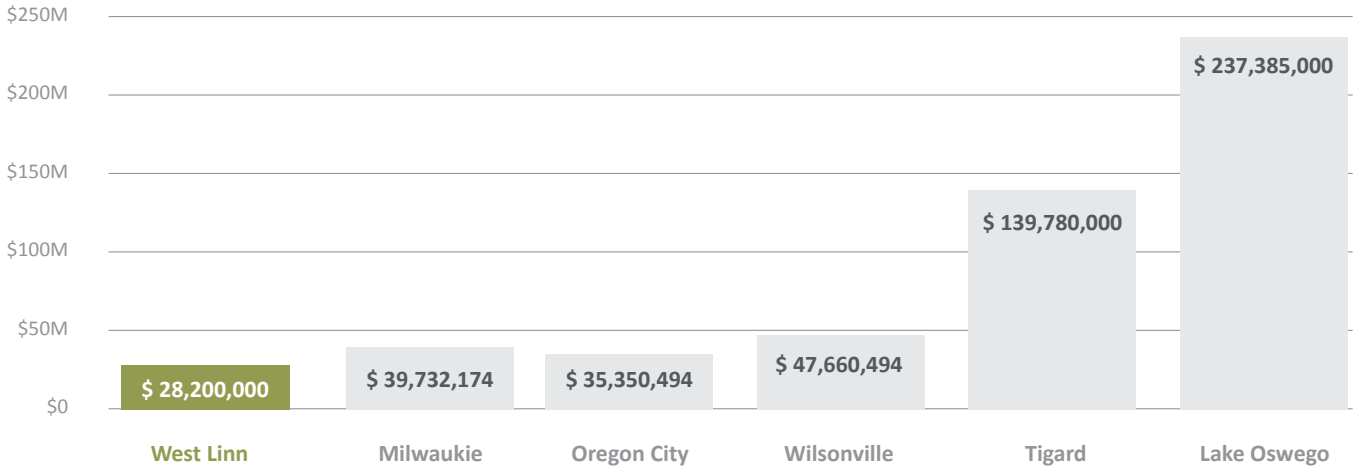 $250M
$200M
$150M
$100M
$50M
$0
$ 28,200,000
$ 39,732,174
$ 35,350,494
$ 47,660,494
$ 139,780,000
$ 237,385,000
West Linn
Milwaukie
Oregon City
Wilsonville
Tigard
Lake Oswego